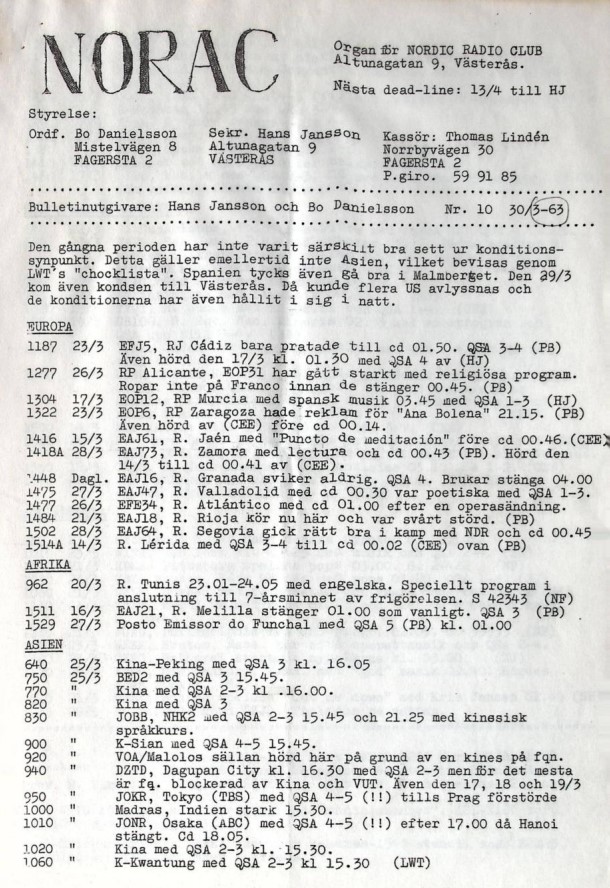 NORAC
Organ för NORDIC RADIO CLUB
Altunagatan 9, Västerås.
Nästa dead-line: 13/4 till HJ
Styrelse:
Ordf. Bo Danielsson Sekr. Hans Jansson Kassör: Thomas Lindén
Mistelvägen 8 Altunagatan 9 Norrbyvägen 30
FAGERSTA 2 VÄSTERÅS FAGERSTA 2
P.giro. 59 91 85
Bulletinutgivare: Hans Jansson och Bo Danielsson Nr. 10 30/3-63
Den gångna perioden har inte varit särskilt bra sett ur konditions-
synpunkt. Detta gäller emellertid inte Asien, vilket bevisas genom
LWT's "chocklista". Spanien tycks även gå bra i Malmberget. Den 29/3
kom även kondsen till Västerås. Då kunde flera US avlyssnas och
de konditionerna har även hållit i sig i natt.
EUROPA
1187 23/3 EFJ5, RJ Cádiz bara pratade till cd 01.50. QSA 3-4 (PB)
Även hörd den 17/3 kl. 01.30 med QSA 4 av (HJ)
1277 26/3 RP Alicante, EOP31 har gått starkt med religiösa program.
Ropar inte på Franco innan de stänger 00.45. (PB)
1304 17/3 EOP12, RP Murcia med spansk musik 03.45 med QSA 1-3 (HJ)
1322 23/3 EOP6, RP Zaragoza hade reklam för "Ana Bolena" 21.15. (PB)
Även hörd av (CEE) före cd 00.14.
1416 15/3 EAJ61, R. Jaén med "Puncto de meditación" före cd 00.46.(CEE)
1418A 28/3 EAJ73, R. Zamora med lectura och cd 00.43 (PB). Hörd den
14/3 till cd 00.41 av (CEE).
1448 Dagl. EAJ16, R. Granada sviker aldrig. QSA 4. Brukar stänga 04.00
1475 27/3 EAJ47, R. Valladolid med cd 00.30 var poetiska med QSA 1-3.
1477 26/3 EFE34, R. Atlántico med cd 01.00 efter en operasändning.
1484 21/3 EAJ18, R. Rioja kör nu här och var svårt störd. (PB)
1502 28/3 EAJ64, R. Segovia gick rätt bra i kamp med NDR och cd 00.45
1514A 14/3 R. Lérida med QSA 3-4 till cd 00.02 (CEE) ovan (PB)
AFRIKA
962 20/3 R. Tunis 23.01-24.05 med engelska. Speciellt program i
anslutning till 7-årsminnet av frigörelsen. S 42343 (NF)
1511 16/3 EAJ21, R. Melilla stänger 01.00 som vanligt. QSA 3 (PB)
1529 27/3 Posto Emissor do Funchal med QSA 5 (PB) kl. 01.00
ASIEN
640 25/3 Kina-Peking med QSA 3 kl. 16.05
750 25/3 BED2 med QSA 3 15.45.
770 " Kina med QSA 2-3 kl .16.00.
820 " Kina med QSA 3
830 " JOBB, NHK2 med QSA 2-3 15.45 och 21.25 med kinesisk
språkkurs.
900 " K-Sian med QSA 4-5 15.45.
920 " VOA/Malolos sällan hörd här på grund av en kines på fqn.
940 " DZTD, Dagupan City kl. 16.30 med QSA 2-3 men för det mesta
är fq. blockerad av Kina och VUT. Även den 17, 18 och 19/3
950 " JOKR, Tokyo (TBS) med QSA 4-5 (!!) tills Prag förstörde
1000 " Madras, Indien stark 15.30.
1010 " JONR, Osaka (ABC) med QSA 4-5 (!!) efter 17.00 då Hanoi
stängt. Cd 18.05.
1020 " Kina med QSA 2-3 kl. 15.30.
1060 " K-Kwantung med QSA 2-3 kl 15.30 (LWT)